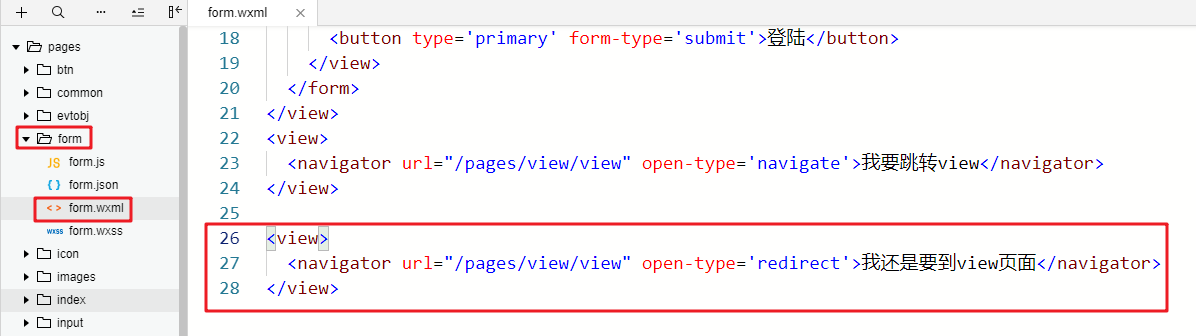 form.wxml
pages
btn
common
evtobj
form
JS form.js
{ } form.json
< > form.wxml
wxss form.wxss
icon
images
index
input
18 <button type='primary' form-type='submit'>登陆</button>
19 </view>
20 </form>
21 </view>
22 <view>
23 <navigator url="/pages/view/view" open-type='navigate'>我要跳转view</navigator>
24 </view>
25
26 <view>
27 <navigator url="/pages/view/view" open-type='redirect'>我还是要到view页面</navigator>
28 </view>